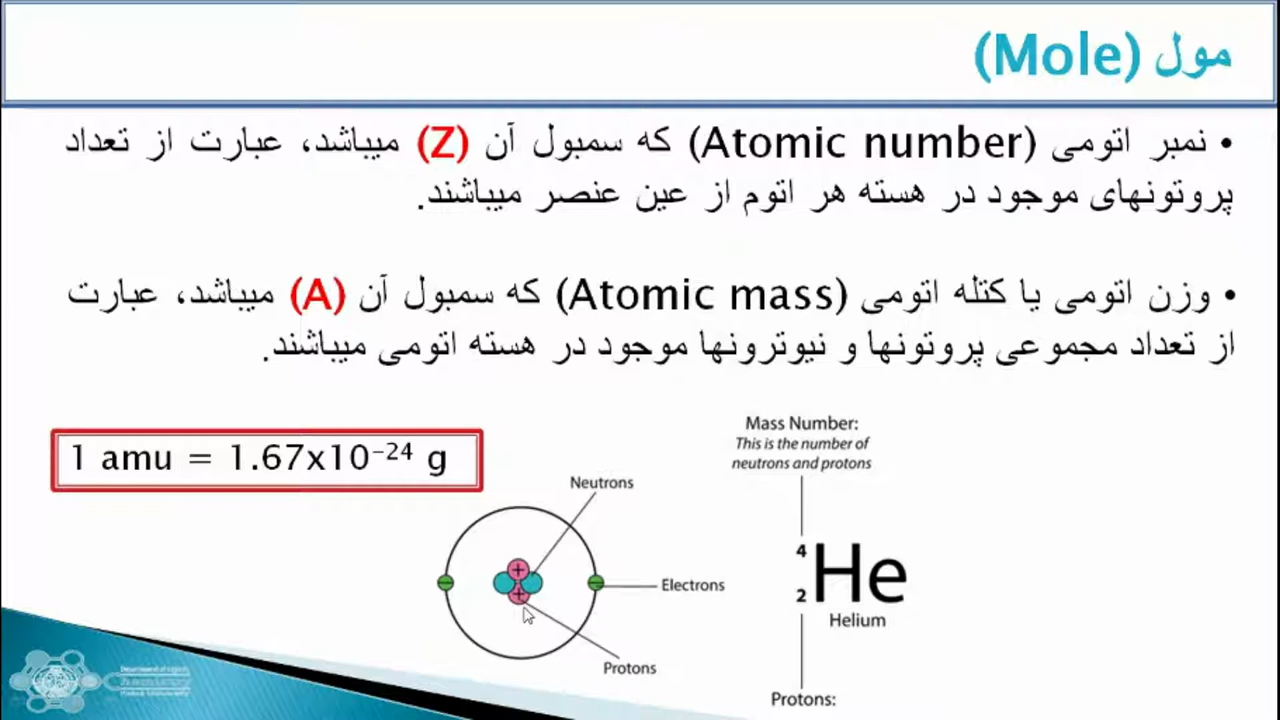 مول (Mole)
• نمبر اتومی (Atomic number) که سمبول آن (Z) میباشد، عبارت از تعداد
پروتونهای موجود در هسته هر اتوم از عین عنصر میباشند.
• وزن اتومی یا کتله اتومی (Atomic mass) که سمبول آن (A) میباشد، عبارت
از تعداد مجموعی پروتونها و نیوترونها موجود در هسته اتومی میباشند.
1 amu = 1.67x10⁻²⁴ g
Neutrons
+
+
Electrons
Protons
Mass Number:
This is the number of
neutrons and protons
4
He
2
Helium
Protons: